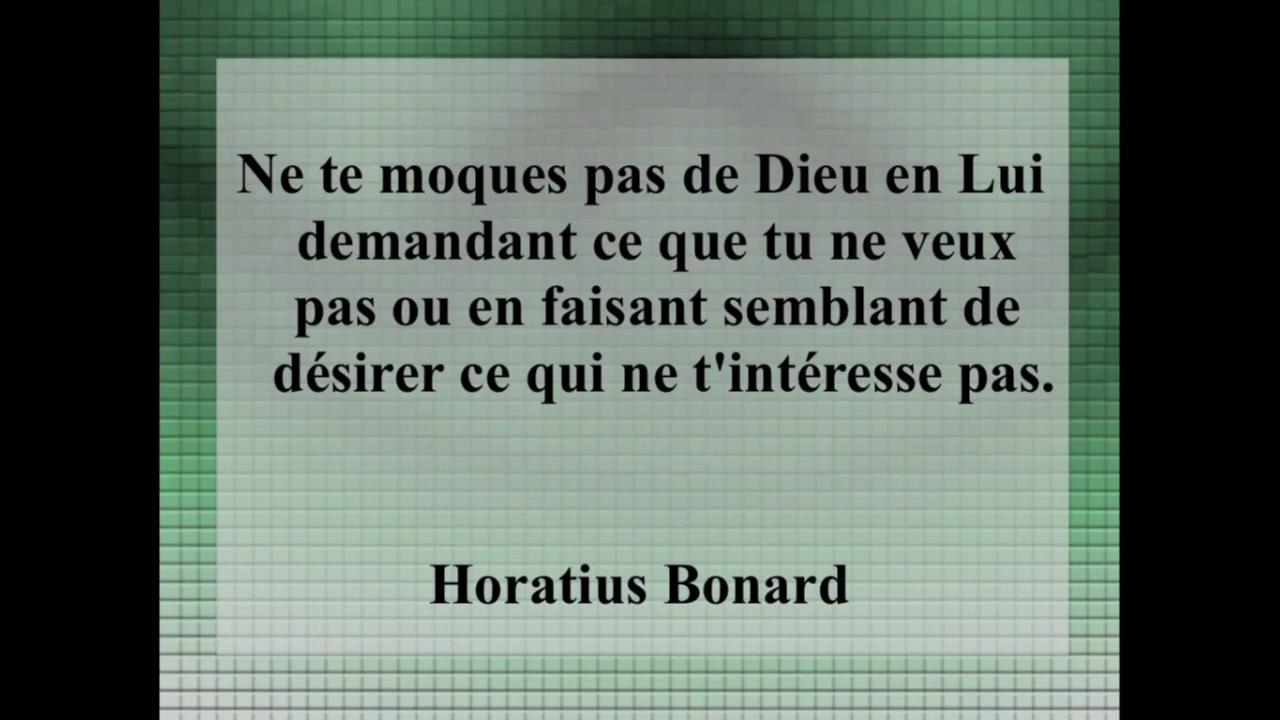 Ne te moques pas de Dieu en Lui
demandant ce que tu ne veux
pas ou en faisant semblant de
désirer ce qui ne t'intéresse pas.
Horatius Bonard